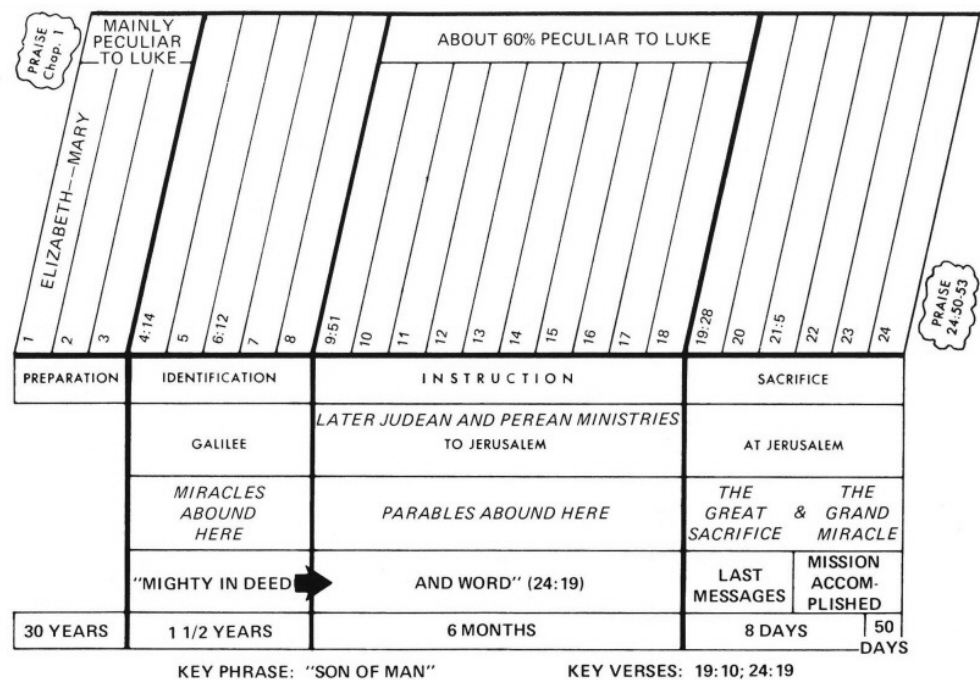 PRAISE
Chap. 1
MAINLY
PECULIAR
TO LUKE
ABOUT 60% PECULIAR TO LUKE
ELIZABETH---MARY
1 2 3 4:14 5 6:12 7 8 9:51 10 11 12 13 14 15 16 17 18 19:28 20 21:5 22 23 24
PRAISE
24:50-53
PREPARATION IDENTIFICATION INSTRUCTION SACRIFICE
LATER JUDEAN AND PEREAN MINISTRIES
GALILEE TO JERUSALEM AT JERUSALEM
MIRACLES
ABOUND
HERE
PARABLES ABOUND HERE
THE
GREAT
SACRIFICE
&
THE
GRAND
MIRACLE
"MIGHTY IN DEED AND WORD" (24:19)
LAST
MESSAGES
MISSION
ACCOM-
PLISHED
30 YEARS 1 1/2 YEARS 6 MONTHS 8 DAYS 50
DAYS
KEY PHRASE: "SON OF MAN" KEY VERSES: 19:10; 24:19